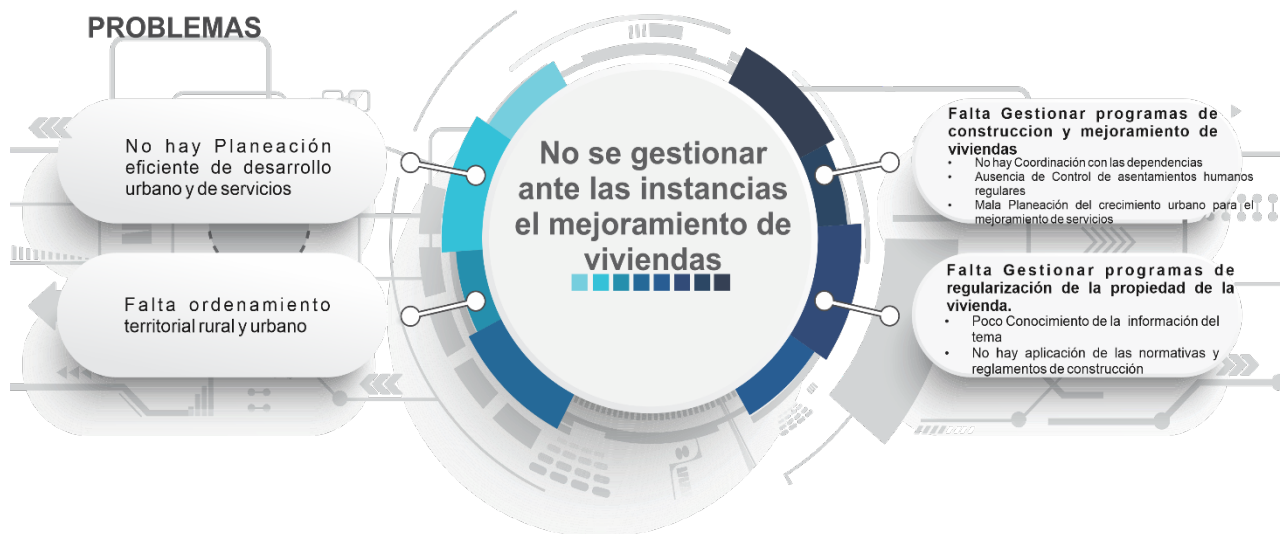 PROBLEMAS
No hay Planeación
eficiente de desarrollo
urbano y de servicios
Falta ordenamiento
territorial rural y urbano
No se gestionar
ante las instancias
el mejoramiento de
viviendas
Falta Gestionar programas de
construccion y mejoramiento de
viviendas
• No hay Coordinación con las dependencias
• Ausencia de Control de asentamientos humanos
regulares
• Mala Planeación del crecimiento urbano para el
mejoramiento de servicios
Falta Gestionar programas de
regularización de la propiedad de la
vivienda.
• Poco Conocimiento de la información del
tema
• No hay aplicación de las normativas y
reglamentos de construcción